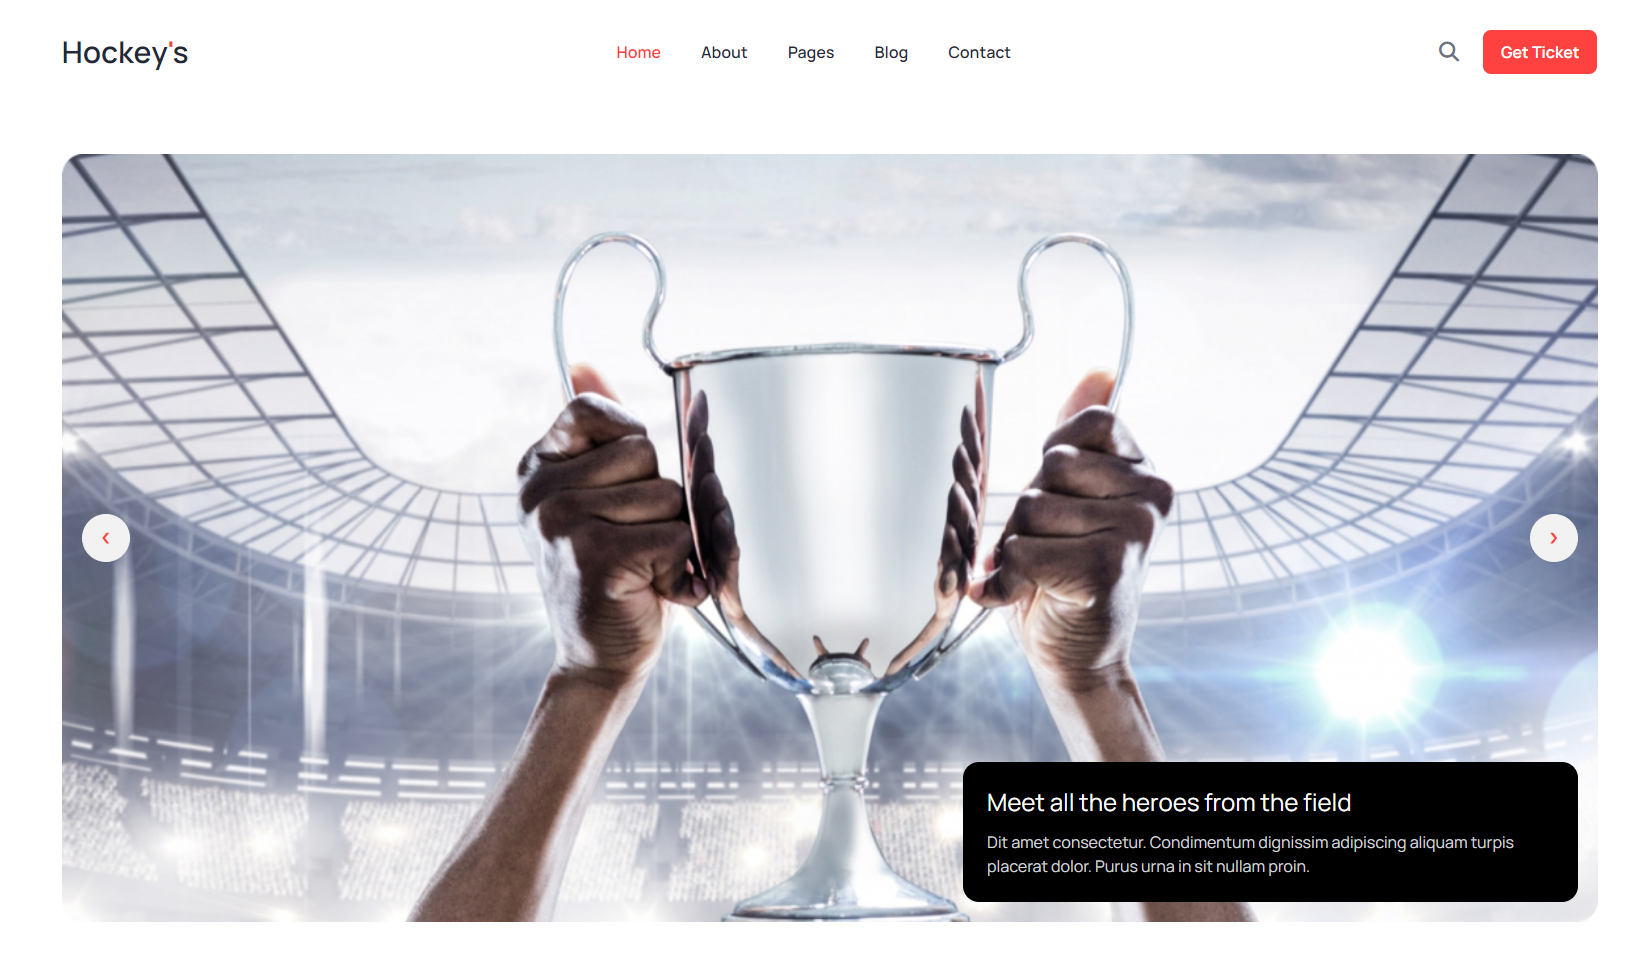 Hockey's
Home About Pages Blog Contact
Get Ticket
Meet all the heroes from the field
Dit amet consectetur. Condimentum dignissim adipiscing aliquam turpis
placerat dolor. Purus urna in sit nullam proin.